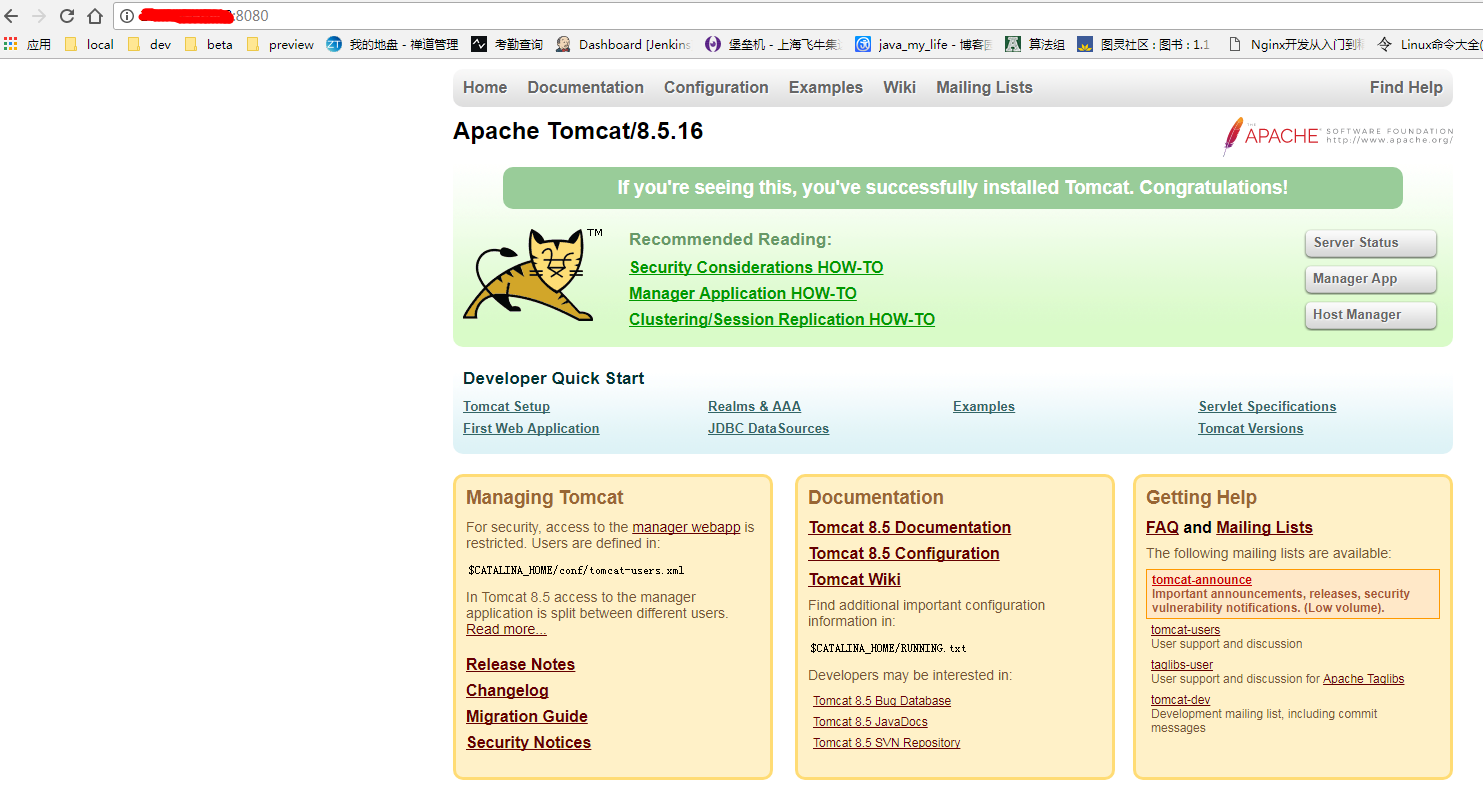 :8080
应用 local dev beta preview 我的地盘 - 禅道管理 考勤查询 Dashboard [Jenkins 堡垒机 - 上海飞牛集 java_my_life - 博客 算法组 图灵社区 : 图书 : 1.1 Nginx开发从入门到 Linux命令大全(
Home Documentation Configuration Examples Wiki Mailing Lists Find Help
Apache Tomcat/8.5.16
THE APACHE SOFTWARE FOUNDATION
http://www.apache.org/
If you're seeing this, you've successfully installed Tomcat. Congratulations!
TM
Recommended Reading:
Security Considerations HOW-TO
Manager Application HOW-TO
Clustering/Session Replication HOW-TO
Server Status
Manager App
Host Manager
Developer Quick Start
Tomcat Setup
First Web Application
Realms & AAA
JDBC DataSources
Examples
Servlet Specifications
Tomcat Versions
Managing Tomcat
For security, access to the manager webapp is
restricted. Users are defined in:
$CATALINA_HOME/conf/tomcat-users.xml
In Tomcat 8.5 access to the manager
application is split between different users.
Read more...
Release Notes
Changelog
Migration Guide
Security Notices
Documentation
Tomcat 8.5 Documentation
Tomcat 8.5 Configuration
Tomcat Wiki
Find additional important configuration
information in:
$CATALINA_HOME/RUNNING.txt
Developers may be interested in:
Tomcat 8.5 Bug Database
Tomcat 8.5 JavaDocs
Tomcat 8.5 SVN Repository
Getting Help
FAQ and Mailing Lists
The following mailing lists are available:
tomcat-announce
Important announcements, releases, security
vulnerability notifications. (Low volume).
tomcat-users
User support and discussion
taglibs-user
User support and discussion for Apache Taglibs
tomcat-dev
Development mailing list, including commit
messages